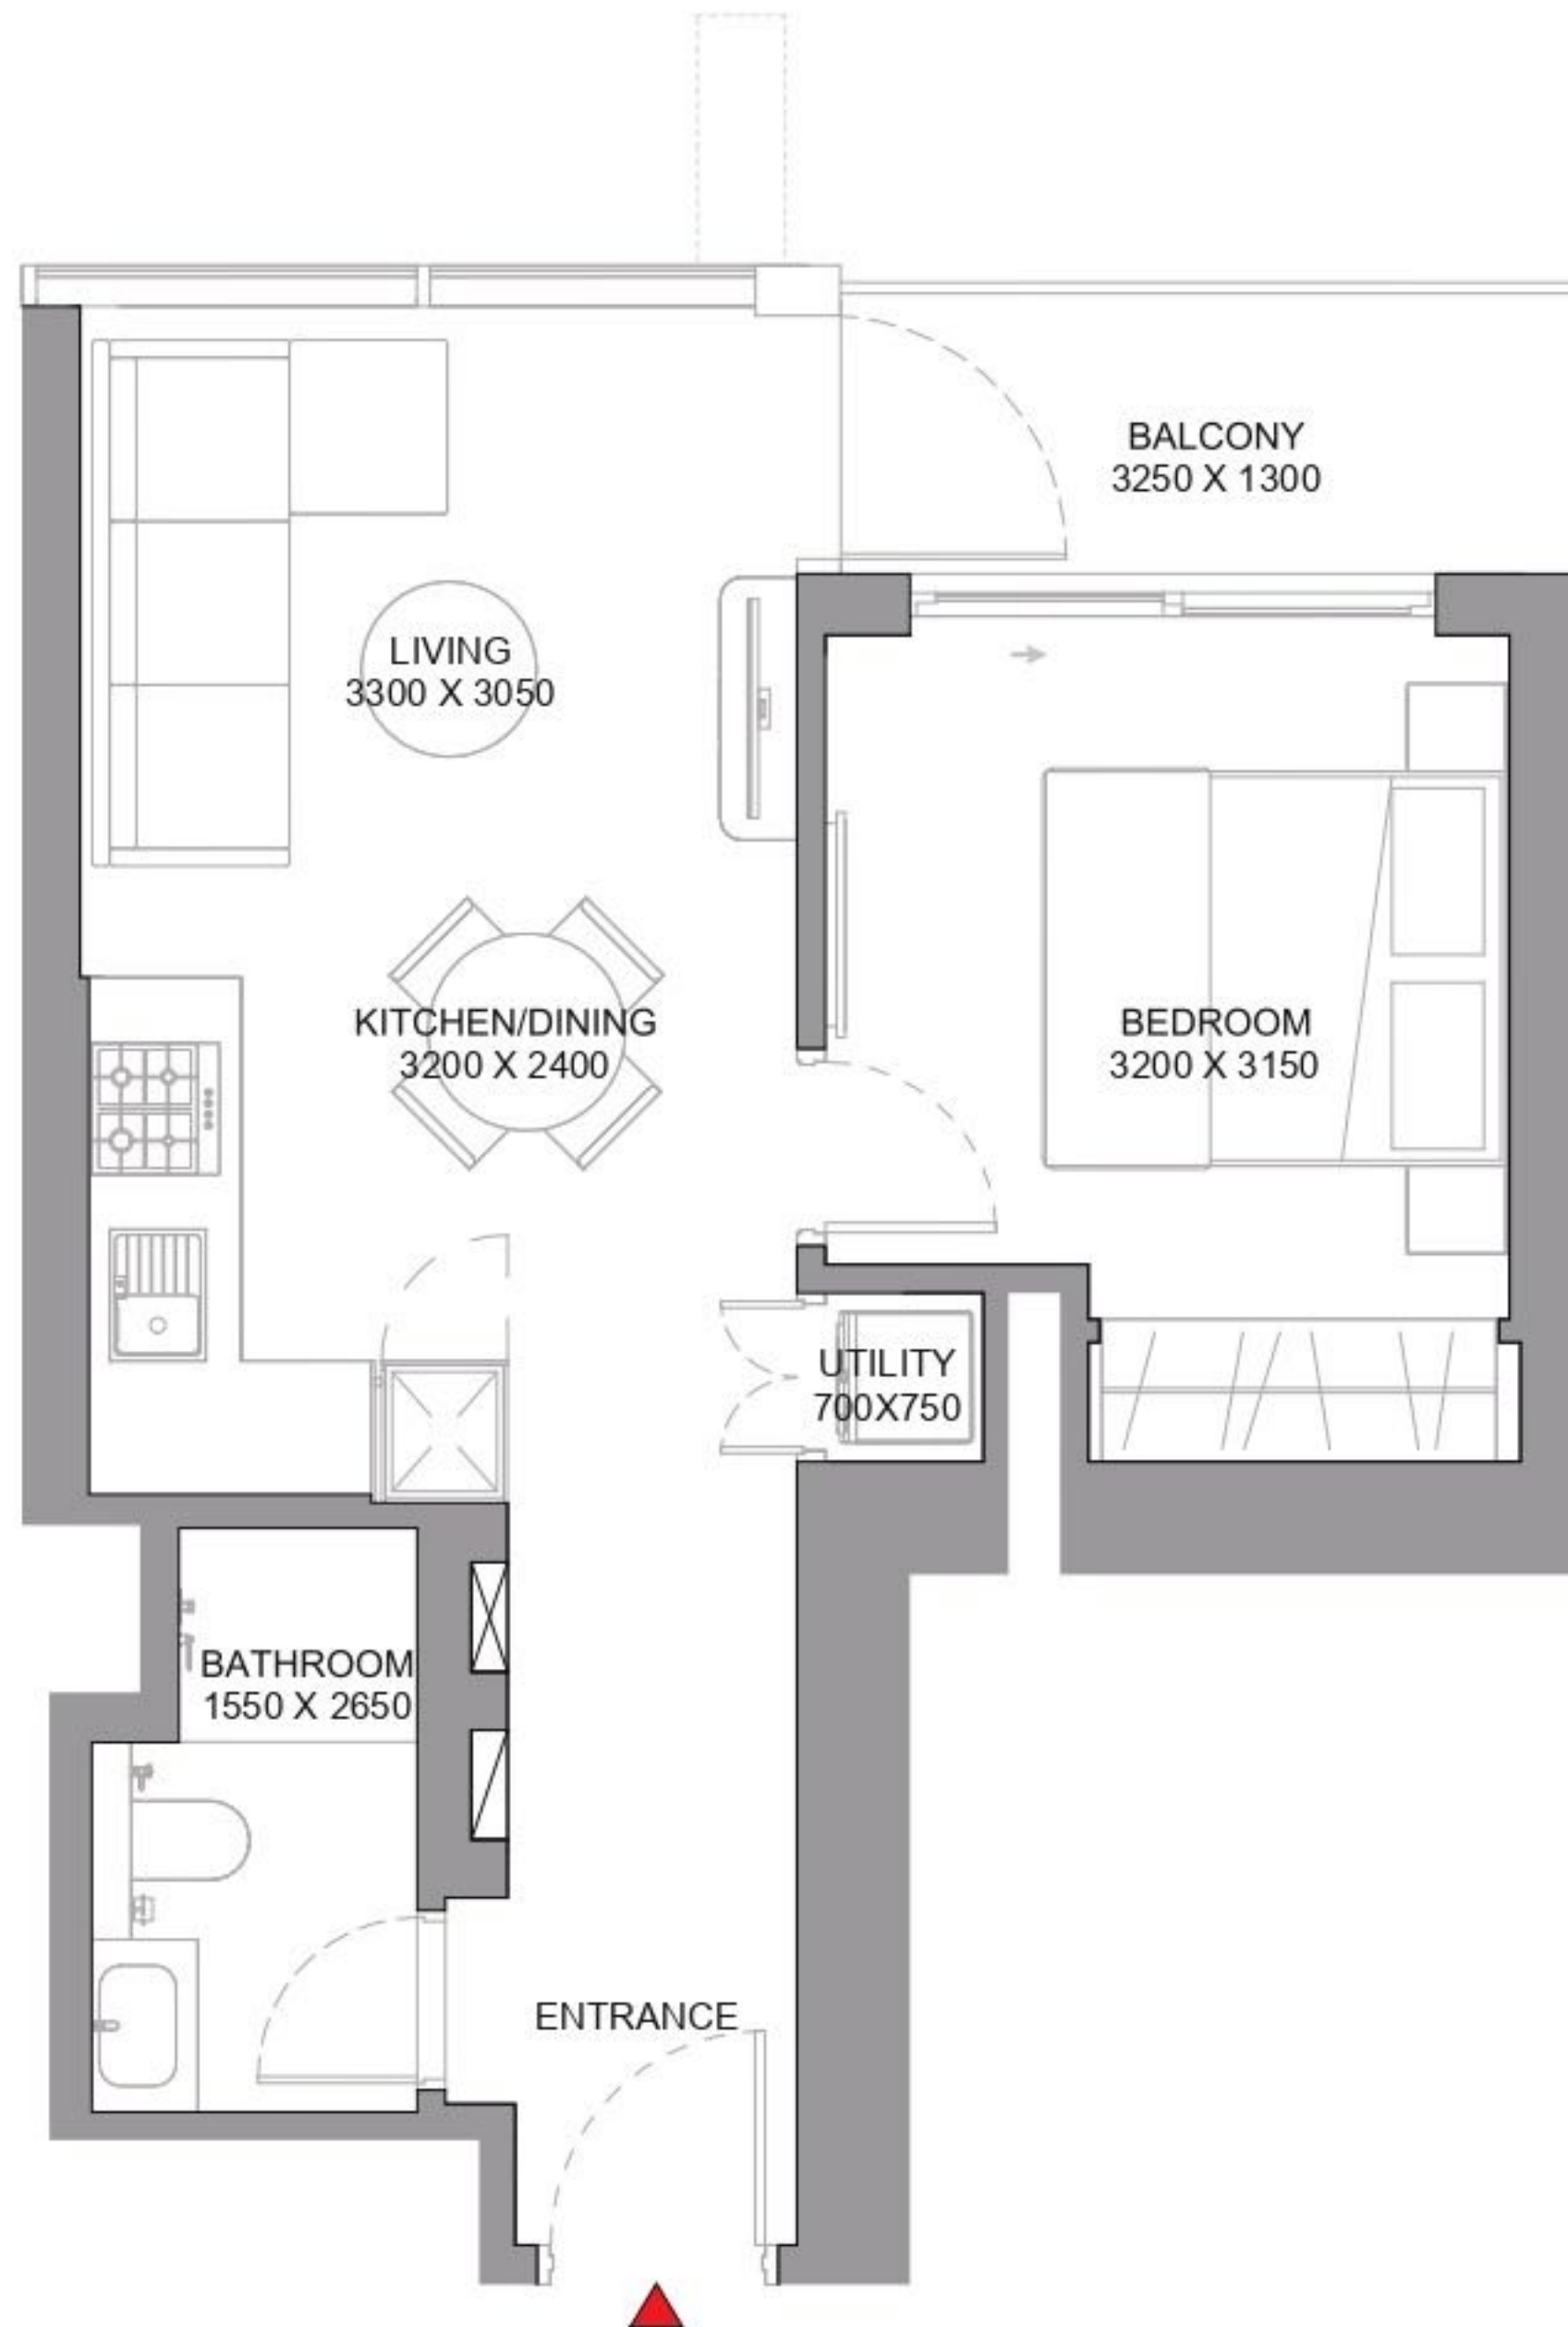 BALCONY
3250 X 1300
LIVING
3300 X 3050
KITCHEN/DINING
3200 X 2400
BEDROOM
3200 X 3150
UTILITY
700X750
BATHROOM
1550 X 2650
ENTRANCE